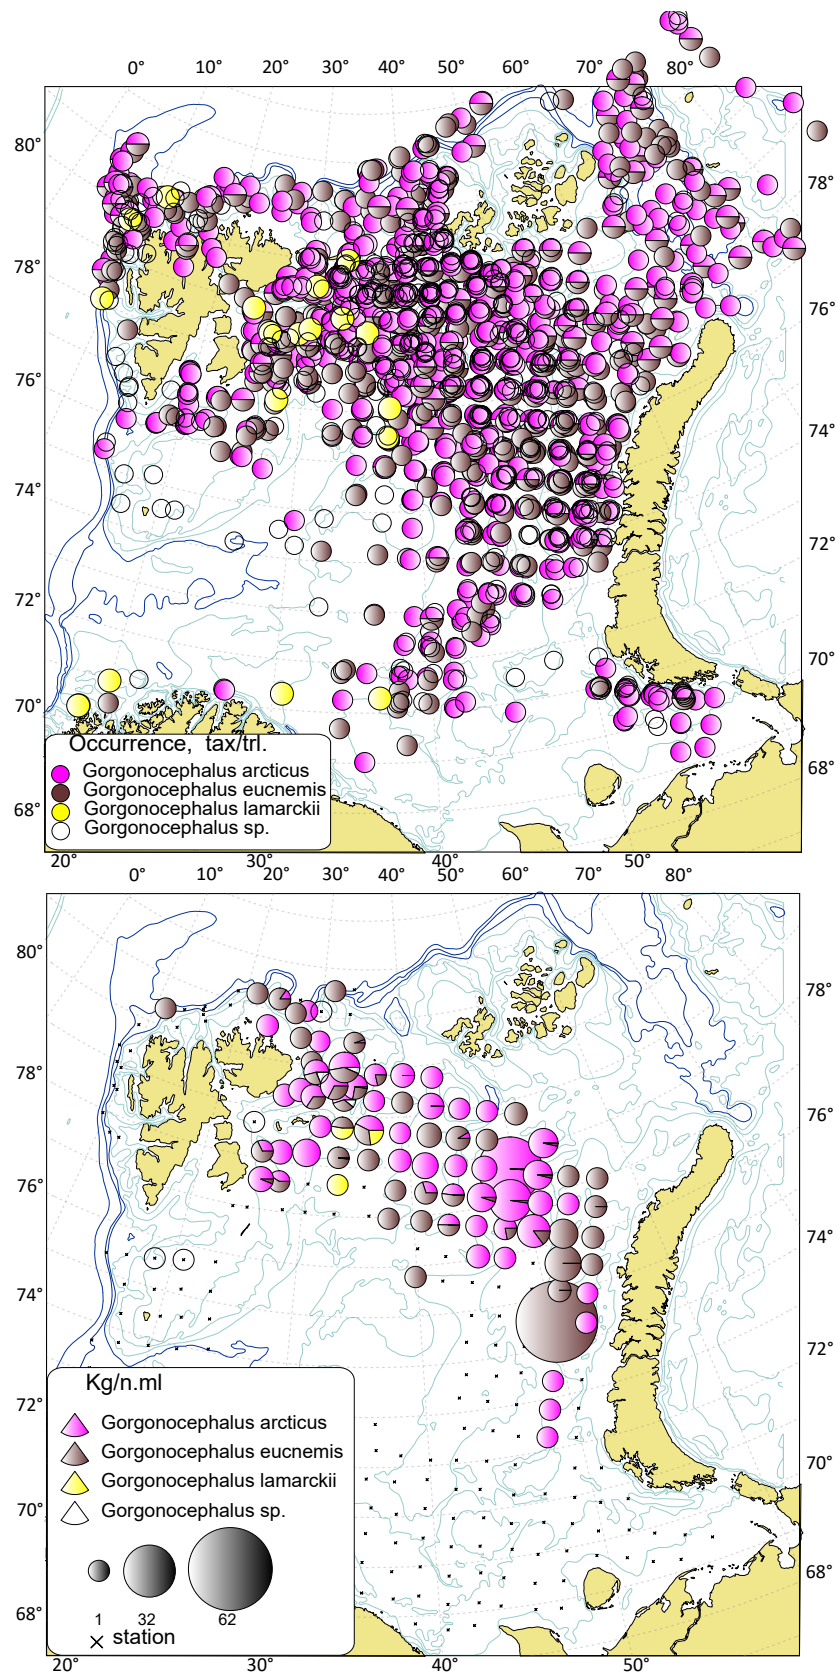 0° 10° 20° 30° 40° 50° 60° 70° 80°
80°
78°
78°
76°
76°
74°
74°
72°
72°
70°
70°
68°
68°
Occurrence, tax/trl.
Gorgonocephalus arcticus
Gorgonocephalus eucnemis
Gorgonocephalus lamarckii
Gorgonocephalus sp.
20° 30° 40° 50°
0° 10° 20° 30° 40° 50° 60° 70° 80°
80°
78°
78°
76°
76°
74°
74°
72°
72°
70°
70°
68°
68°
Kg/n.ml
Gorgonocephalus arcticus
Gorgonocephalus eucnemis
Gorgonocephalus lamarckii
Gorgonocephalus sp.
1 32 62
station
20° 40° 50°